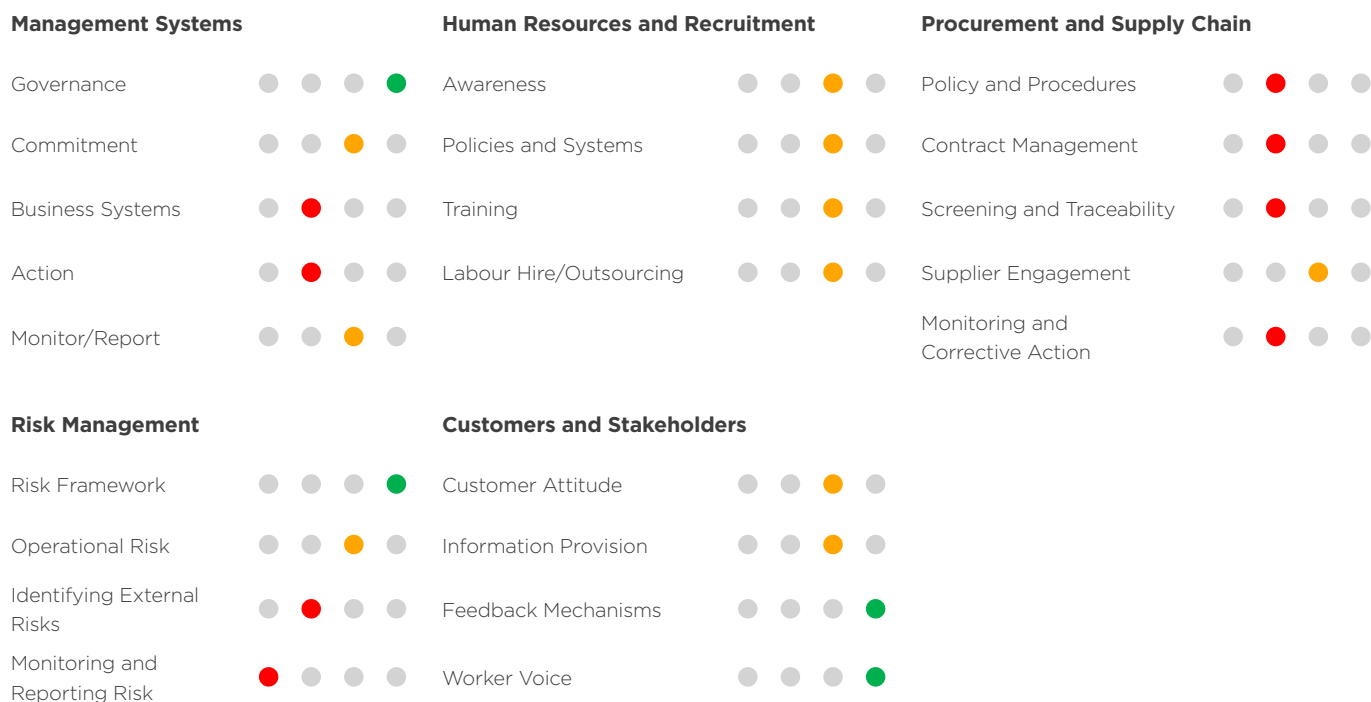 Management Systems
Governance
Commitment
Business Systems
Action
Monitor/Report
Human Resources and Recruitment
Awareness
Policies and Systems
Training
Labour Hire/Outsourcing
Procurement and Supply Chain
Policy and Procedures
Contract Management
Screening and Traceability
Supplier Engagement
Monitoring and
Corrective Action
Risk Management
Risk Framework
Operational Risk
Identifying External
Risks
Monitoring and
Reporting Risk
Customers and Stakeholders
Customer Attitude
Information Provision
Feedback Mechanisms
Worker Voice